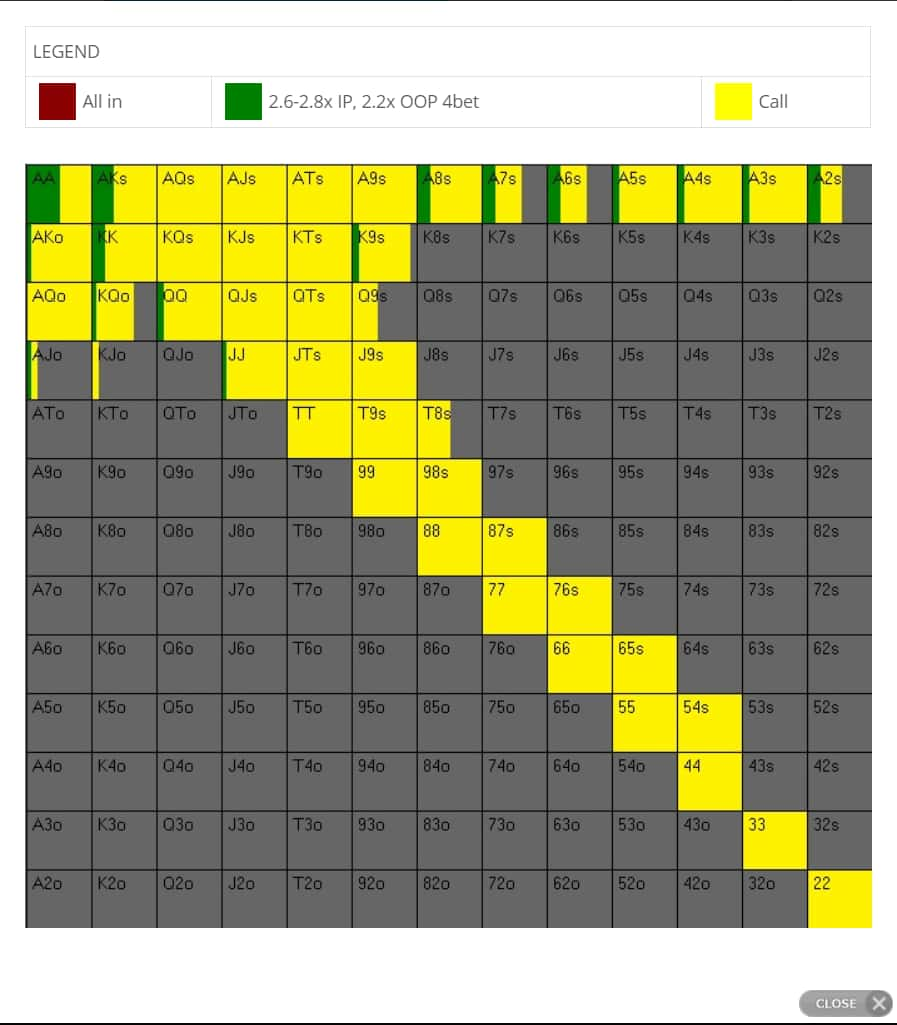 LEGEND
All in 2.6-2.8x IP, 2.2x OOP 4bet Call
AA AKs AQs AJs ATs A9s A8s A7s A6s A5s A4s A3s A2s
AKo KK KQs KJs KTs K9s K8s K7s K6s K5s K4s K3s K2s
AQo KQo QQ QJs QTs Q9s Q8s Q7s Q6s Q5s Q4s Q3s Q2s
AJo KJo QJo JJ JTs J9s J8s J7s J6s J5s J4s J3s J2s
ATo KTo QTo JTo TT T9s T8s T7s T6s T5s T4s T3s T2s
A9o K9o Q9o J9o T9o 99 98s 97s 96s 95s 94s 93s 92s
A8o K8o Q8o J8o T8o 98o 88 87s 86s 85s 84s 83s 82s
A7o K7o Q7o J7o T7o 97o 87o 77 76s 75s 74s 73s 72s
A6o K6o Q6o J6o T6o 96o 86o 76o 66 65s 64s 63s 62s
A5o K5o Q5o J5o T5o 95o 85o 75o 65o 55 54s 53s 52s
A4o K4o Q4o J4o T4o 94o 84o 74o 64o 54o 44 43s 42s
A3o K3o Q3o J3o T3o 93o 83o 73o 63o 53o 43o 33 32s
A2o K2o Q2o J2o T2o 92o 82o 72o 62o 52o 42o 32o 22
CLOSE